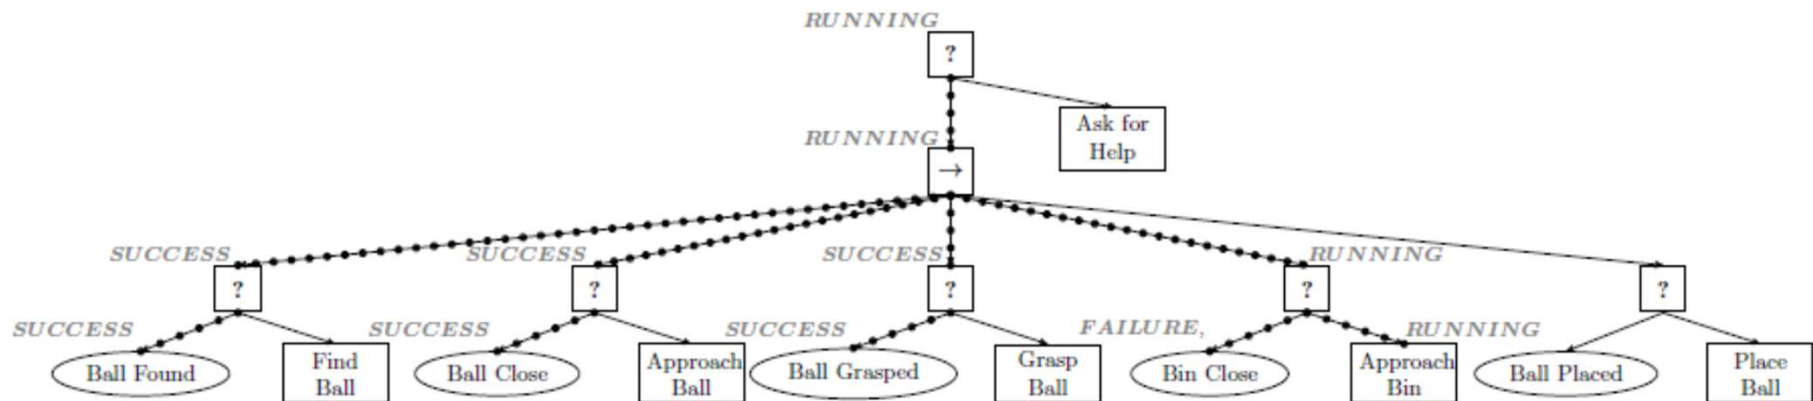 RUNNING
?
Ask for
Help
RUNNING
→
SUCCESS SUCCESS SUCCESS RUNNING
? ? ? ? ?
SUCCESS SUCCESS SUCCESS FAILURE, RUNNING
Ball Found
Find
Ball
Ball Close
Approach
Ball
Ball Grasped
Grasp
Ball
Bin Close
Approach
Bin
Ball Placed
Place
Ball